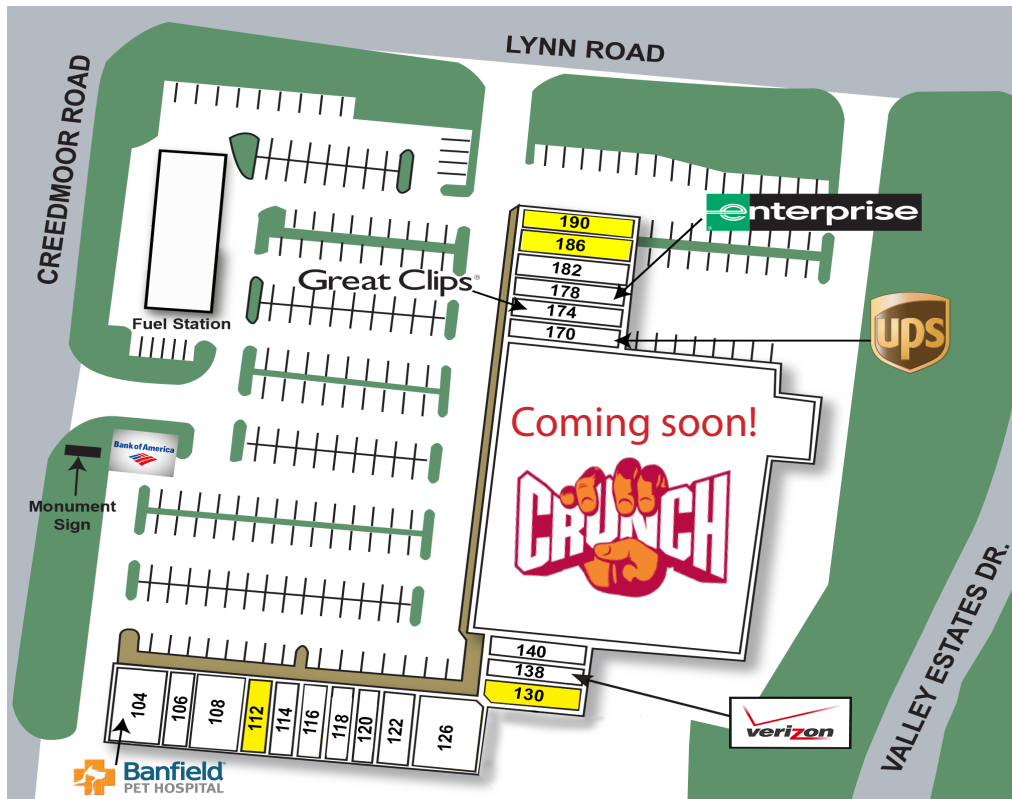 LYNN ROAD
CREEDMOOR ROAD
enterprise
190
186
182
178
174
170
Great Clips®
Fuel Station
ups
Coming soon!
CRUNCH
Bank of America
Monument
Sign
VALLEY ESTATES DR.
140
138
130
verizon
104
106
108
112
114
116
118
120
122
126
Banfield®
PET HOSPITAL